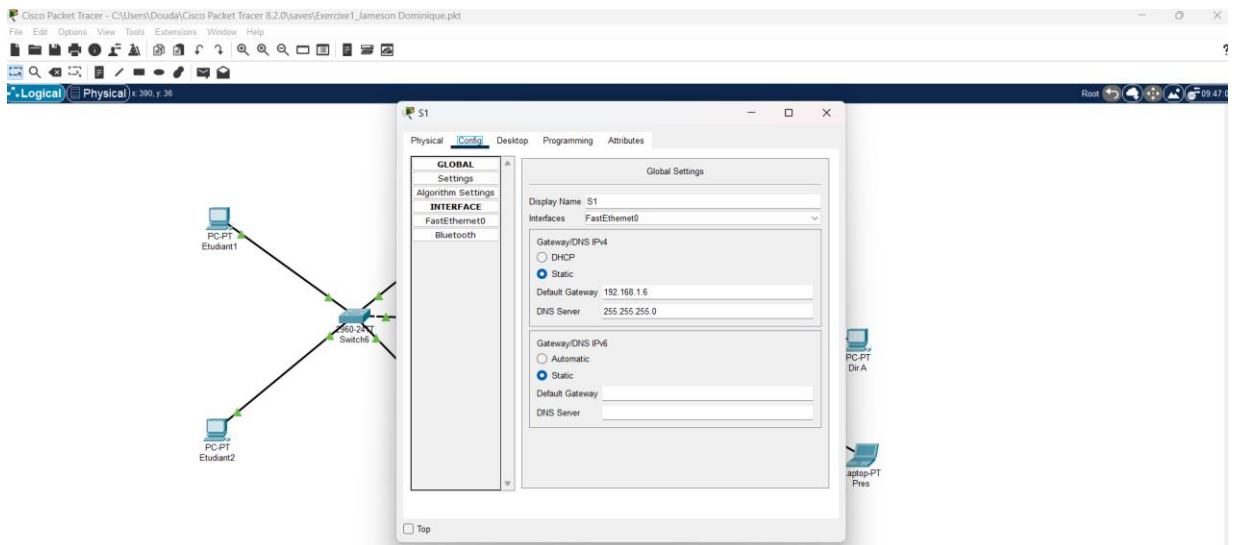 Cisco Packet Tracer - C:\Users\Douda\Cisco Packet Tracer 8.2.0\saves\Exercixe1_Jameson Dominique.pkt
File Edit Options View Tools Extensions Window Help
Logical Physical x: 390, y: 36
Root 09:47:0
S1
Physical Config Desktop Programming Attributes
GLOBAL
Settings
Algorithm Settings
INTERFACE
FastEthernet0
Bluetooth
Global Settings
Display Name S1
Interfaces FastEthernet0
Gateway/DNS IPv4
DHCP
Static
Default Gateway 192.168.1.6
DNS Server 255.255.255.0
Gateway/DNS IPv6
Automatic
Static
Default Gateway
DNS Server
Top
PC-PT
Etudiant1
2960-24TT
Switch6
PC-PT
Etudiant2
PC-PT
Dir A
aptop-PT
Pres